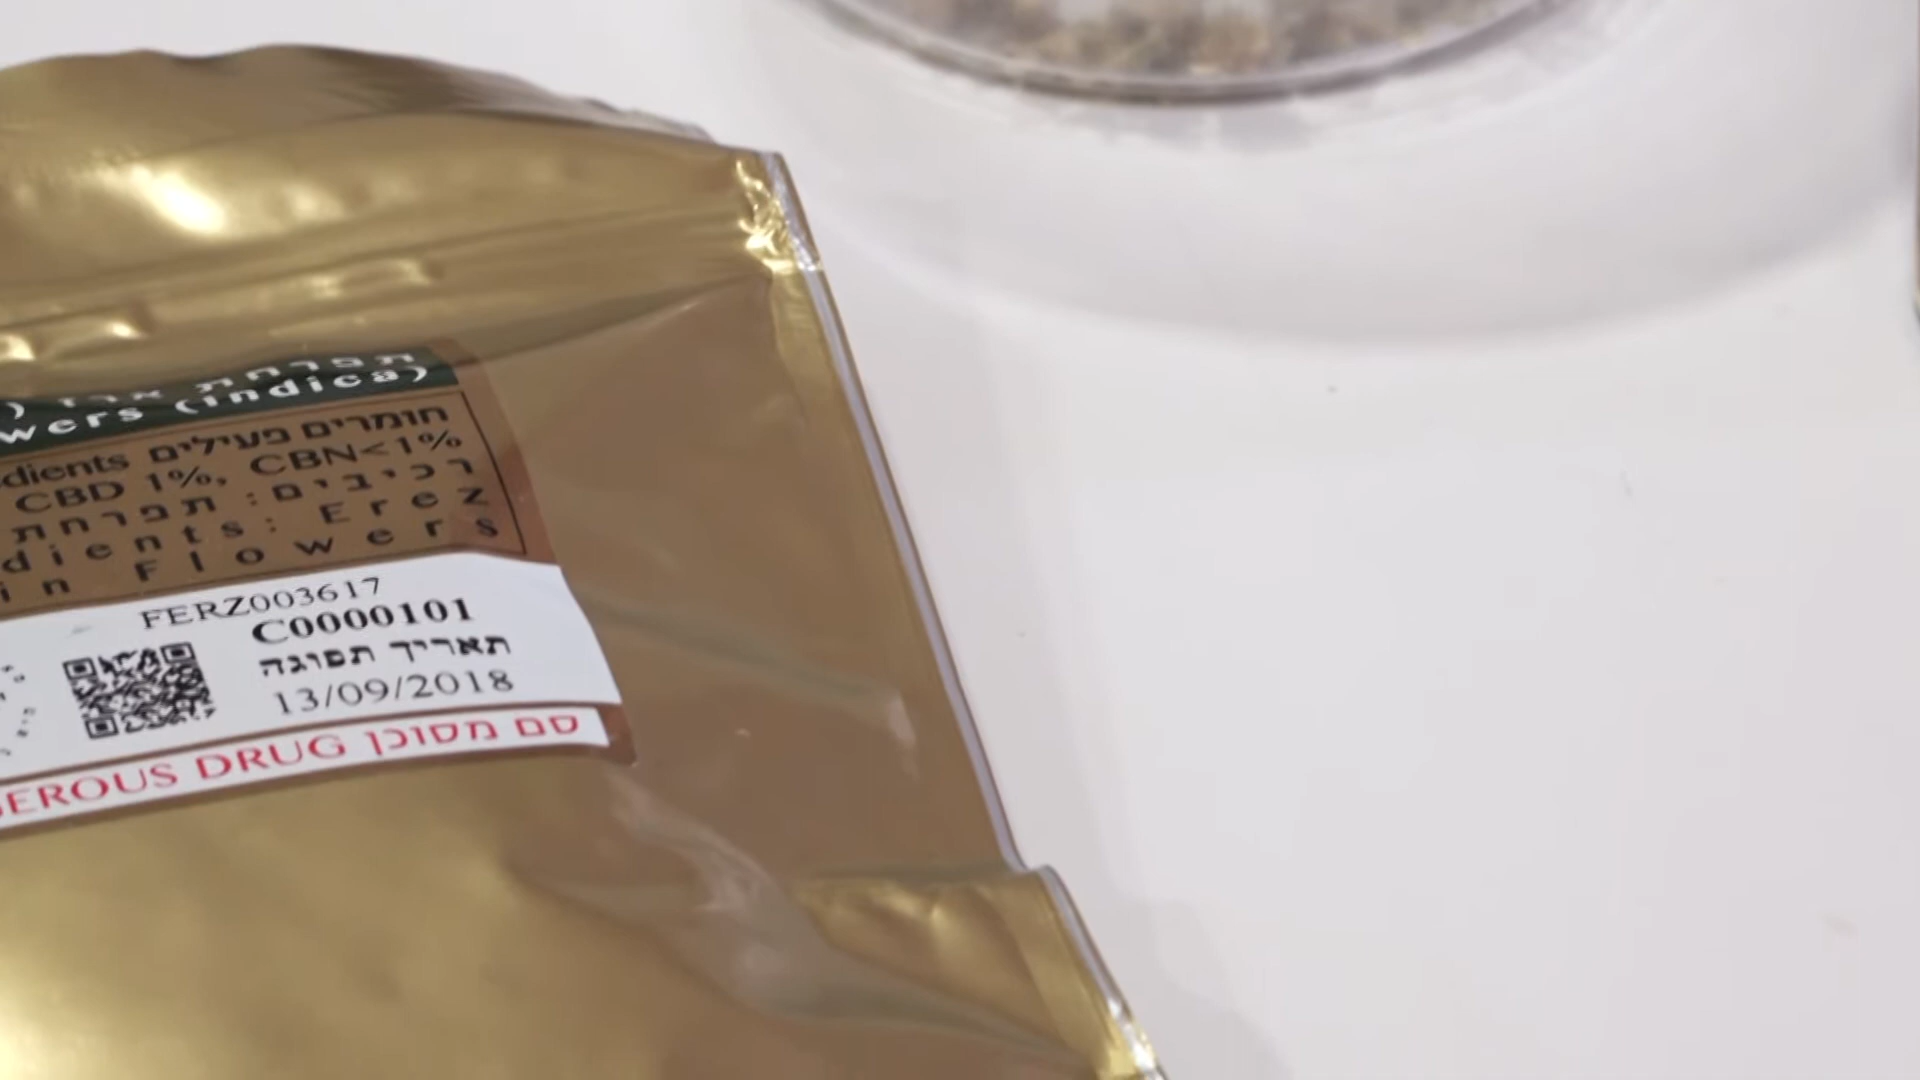 תפרחת ארז (
wers (indica)
חומרים פעילים dients
CBD 1%, CBN<1%
רכיבים: תפרחת
dients: Erez
in Flowers
FERZ003617
C0000101
תאריך תפוגה
13/09/2018
EROUS DRUG סם מסוכן